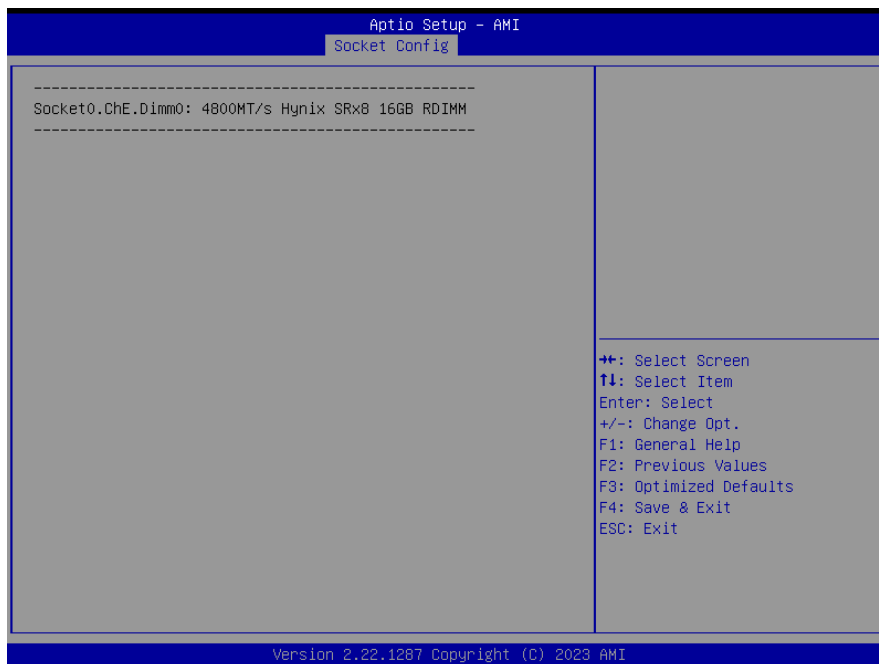 Aptio Setup – AMI
Socket Config
-----------------------------------------------
Socket0.ChE.Dimm0: 4800MT/s Hynix SRx8 16GB RDIMM
-----------------------------------------------
→←: Select Screen
↑↓: Select Item
Enter: Select
+/-: Change Opt.
F1: General Help
F2: Previous Values
F3: Optimized Defaults
F4: Save & Exit
ESC: Exit
Version 2.22.1287 Copyright (C) 2023 AMI